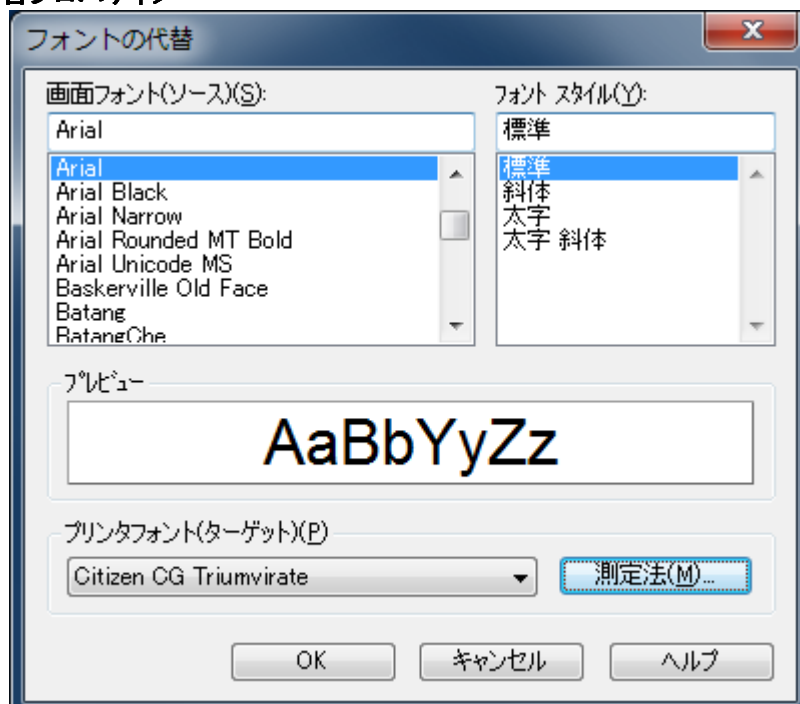 フォントの代替
画面フォント(ソース)(S):
フォント スタイル(Y):
Arial
標準
Arial
Arial Black
Arial Narrow
Arial Rounded MT Bold
Arial Unicode MS
Baskerville Old Face
Batang
BatangChe
標準
斜体
太字
太字 斜体
プレビュー
AaBbYyZz
プリンタフォント(ターゲット)(P)
Citizen CG Triumvirate
測定法(M)...
OK
キャンセル
ヘルプ